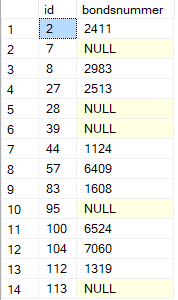 id bondsnummer
1 2 2411
2 7 NULL
3 8 2983
4 27 2513
5 28 NULL
6 39 NULL
7 44 1124
8 57 6409
9 83 1608
10 95 NULL
11 100 6524
12 104 7060
13 112 1319
14 113 NULL